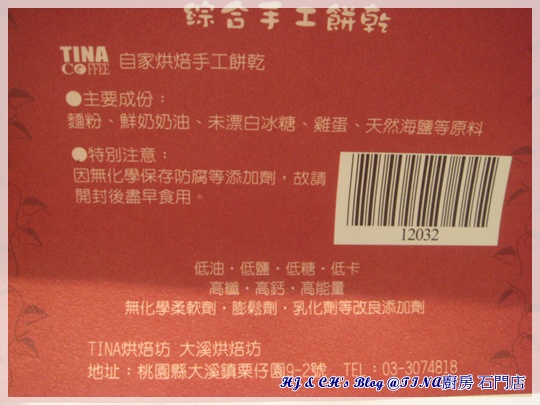 綜合手工餅乾
TINA COFFEE 自家烘焙手工餅乾
●主要成份：
麵粉、鮮奶奶油、未漂白冰糖、雞蛋、天然海鹽等原料
●特別注意：
因無化學保存防腐等添加劑，故請
開封後盡早食用。
12032
低油・低鹽・低糖・低卡
高纖・高鈣・高能量
無化學柔軟劑・膨鬆劑・乳化劑等改良添加劑
TINA烘焙坊 大溪烘焙坊
地址：桃園縣大溪鎮栗仔園9-2號 TEL：03-3074818
HJ & CH's Blog @TINA廚房 石門店